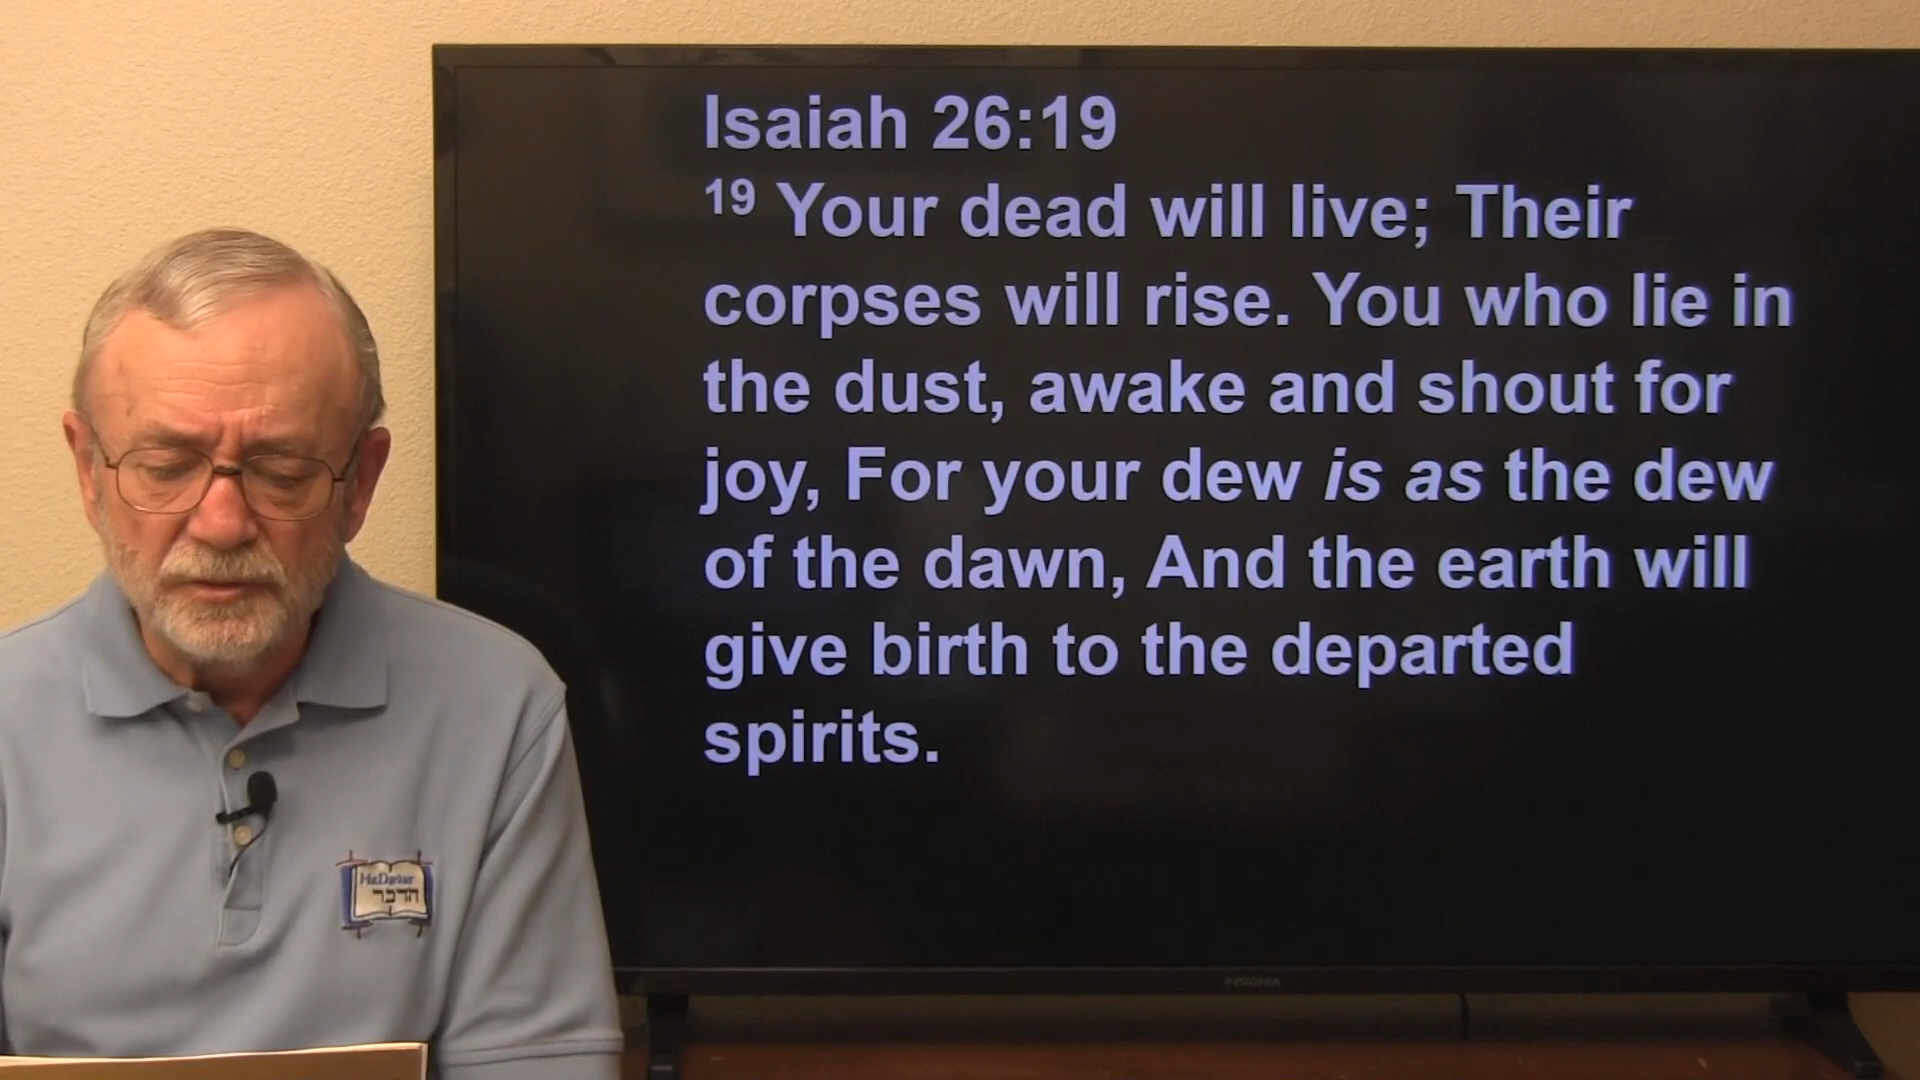 Isaiah 26:19
19 Your dead will live; Their
corpses will rise. You who lie in
the dust, awake and shout for
joy, For your dew is as the dew
of the dawn, And the earth will
give birth to the departed
spirits.
HaDavar
הדבר
INSIGNIA